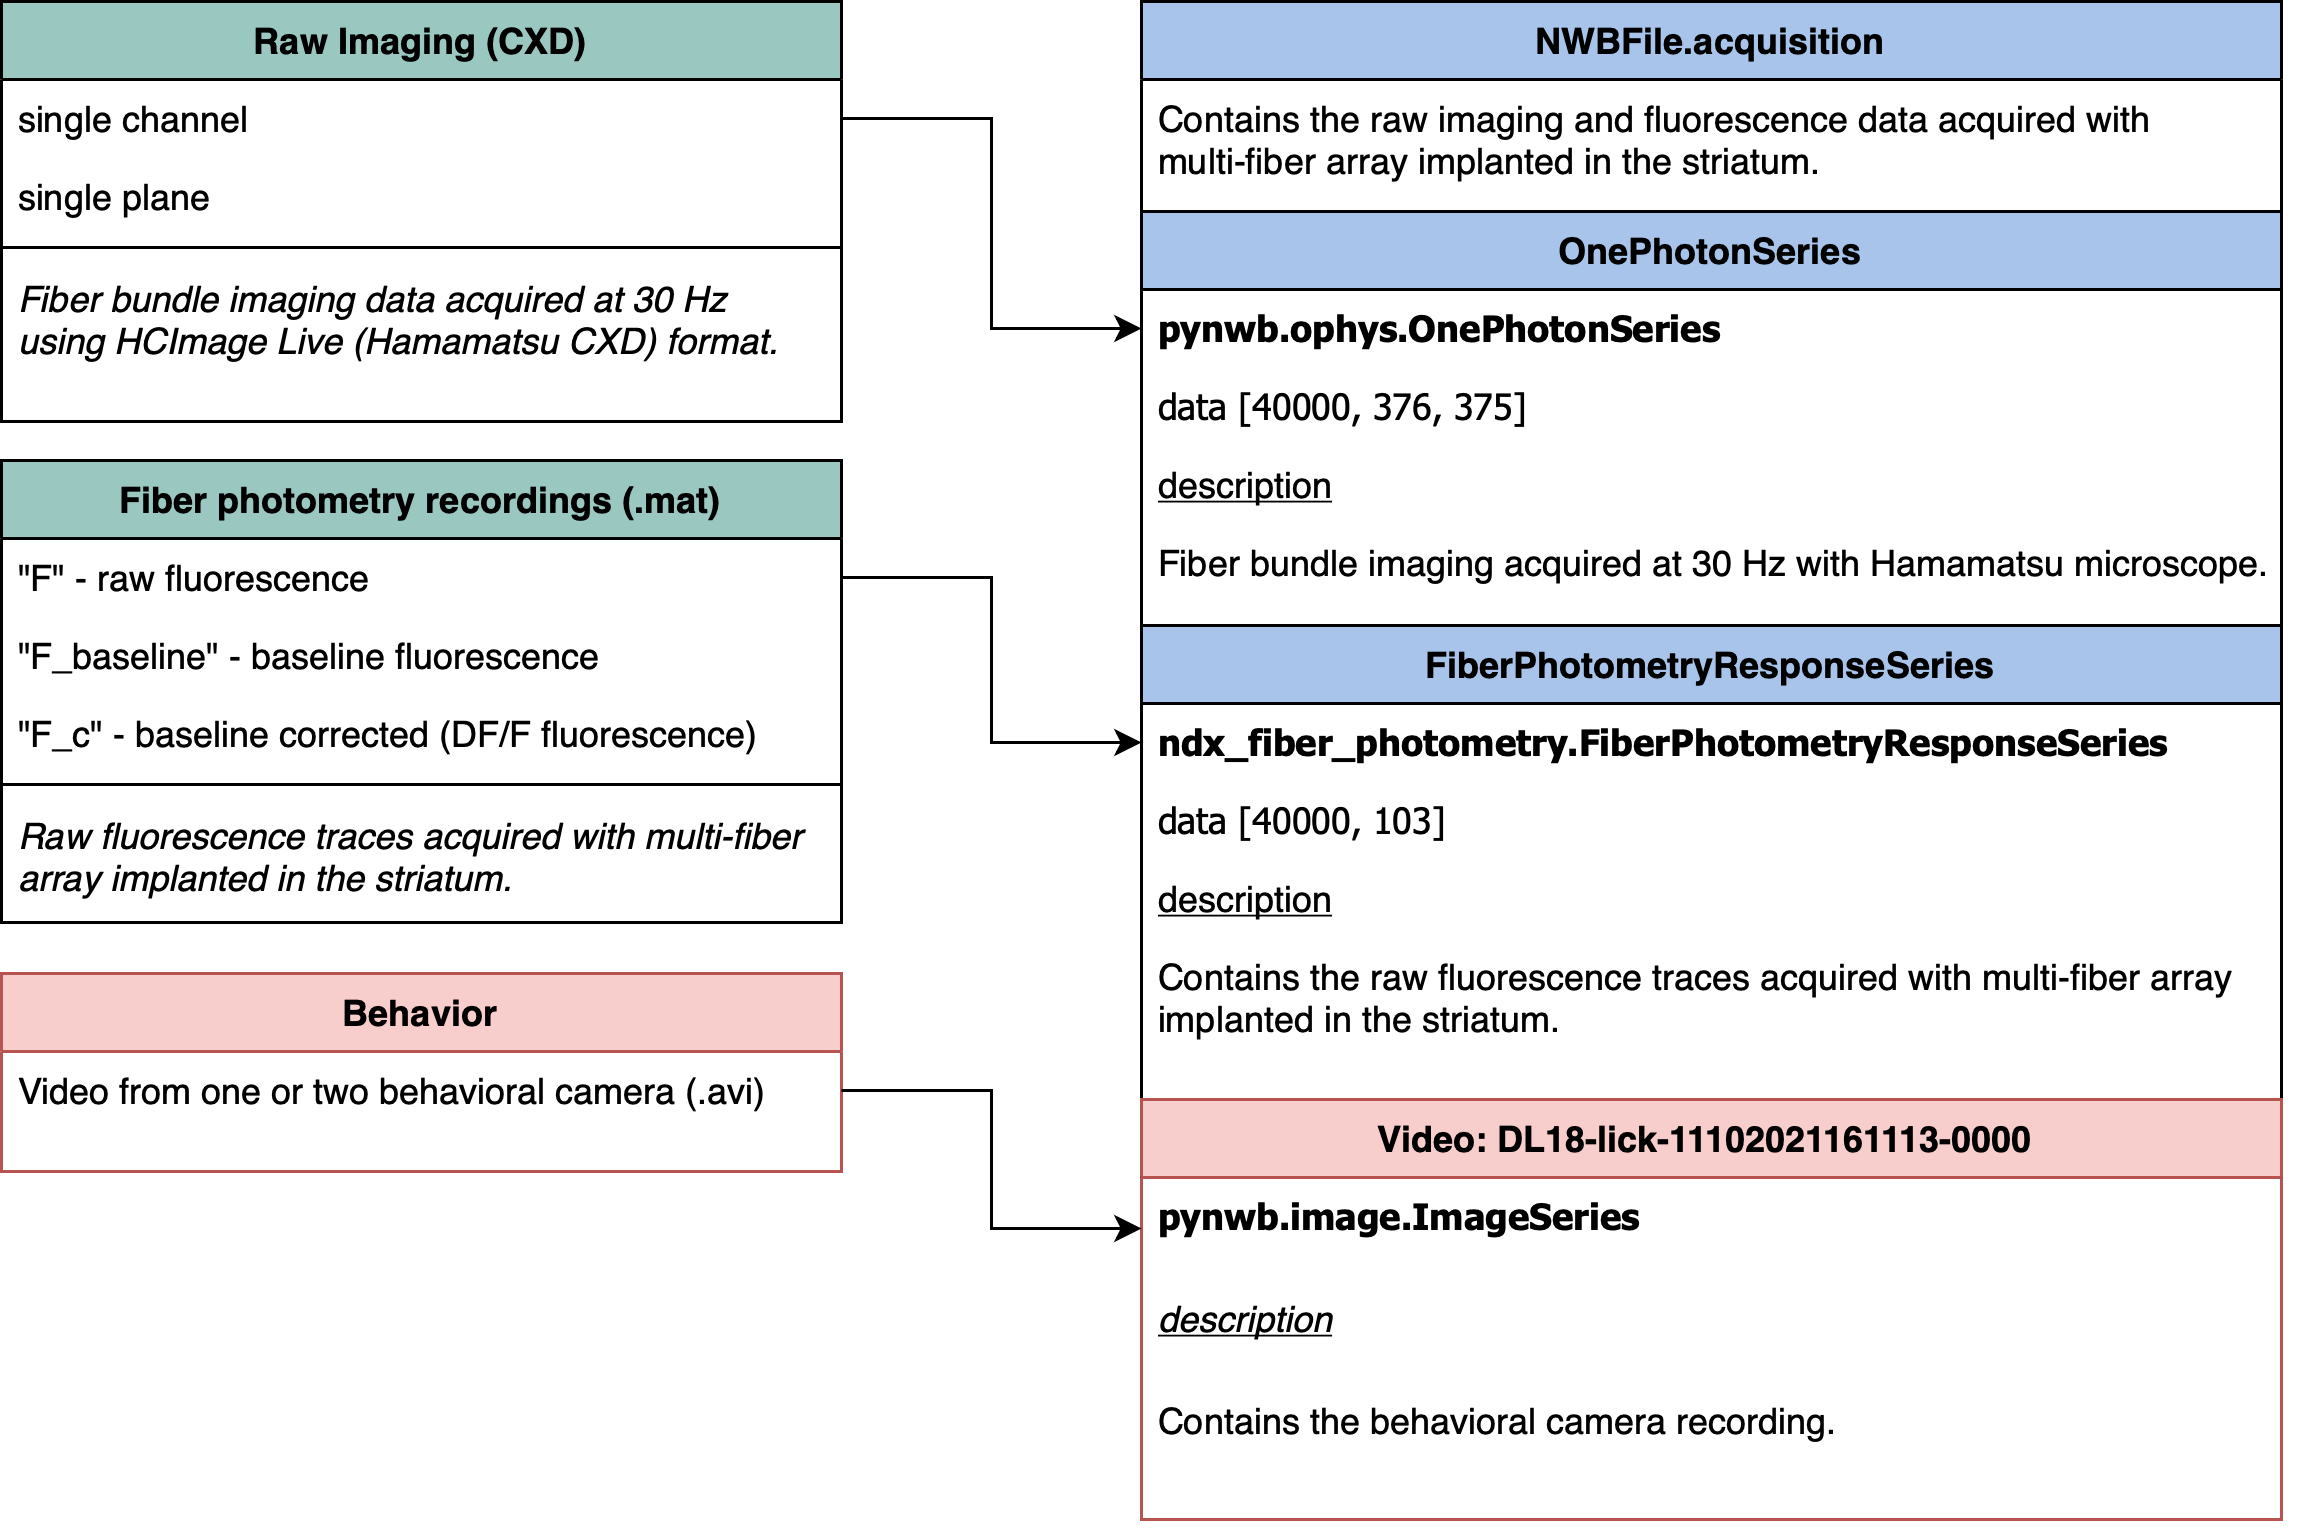 Raw Imaging (CXD)
single channel
single plane
Fiber bundle imaging data acquired at 30 Hz
using HCImage Live (Hamamatsu CXD) format.
Fiber photometry recordings (.mat)
"F" - raw fluorescence
"F_baseline" - baseline fluorescence
"F_c" - baseline corrected (DF/F fluorescence)
Raw fluorescence traces acquired with multi-fiber
array implanted in the striatum.
Behavior
Video from one or two behavioral camera (.avi)
NWBFile.acquisition
Contains the raw imaging and fluorescence data acquired with
multi-fiber array implanted in the striatum.
OnePhotonSeries
pynwb.ophys.OnePhotonSeries
data [40000, 376, 375]
description
Fiber bundle imaging acquired at 30 Hz with Hamamatsu microscope.
FiberPhotometryResponseSeries
ndx_fiber_photometry.FiberPhotometryResponseSeries
data [40000, 103]
description
Contains the raw fluorescence traces acquired with multi-fiber array
implanted in the striatum.
Video: DL18-lick-11102021161113-0000
pynwb.image.ImageSeries
description
Contains the behavioral camera recording.